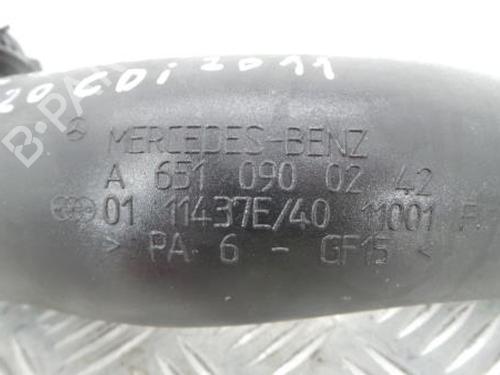 20 CDi 2011
B-PARTS
MERCEDES-BENZ
A 651 090 02 42
01 11437E/40 11001 F
> PA 6 - GF15 <